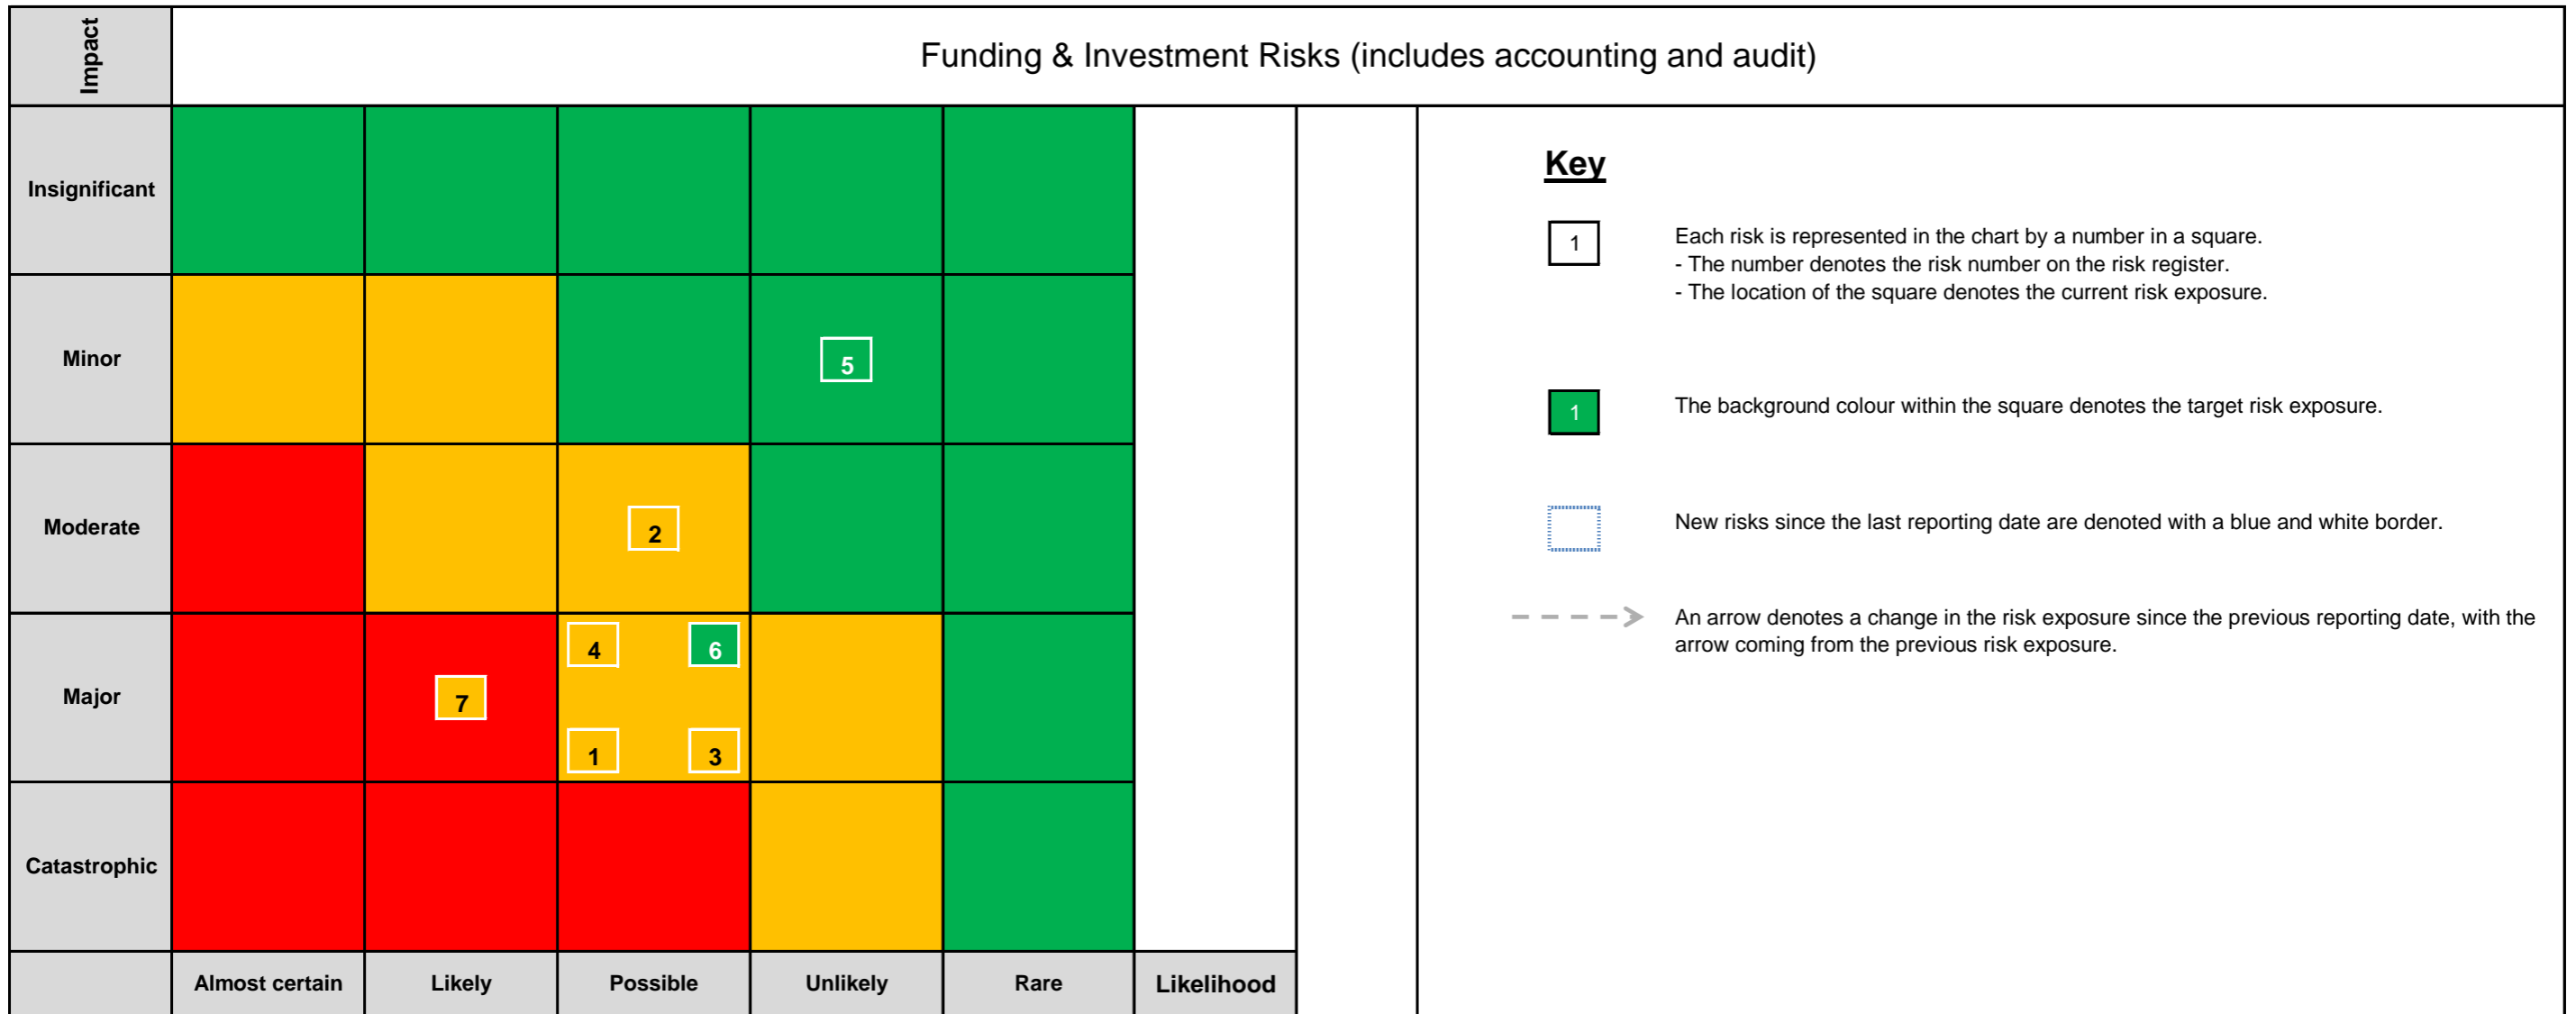 Impact
Funding & Investment Risks (includes accounting and audit)
Insignificant
Minor
5
Moderate
2
Major
4
6
7
1
3
Catastrophic
Almost certain
Likely
Possible
Unlikely
Rare
Likelihood
Key
1
Each risk is represented in the chart by a number in a square.
- The number denotes the risk number on the risk register.
- The location of the square denotes the current risk exposure.
1
The background colour within the square denotes the target risk exposure.
New risks since the last reporting date are denoted with a blue and white border.
An arrow denotes a change in the risk exposure since the previous reporting date, with the
arrow coming from the previous risk exposure.